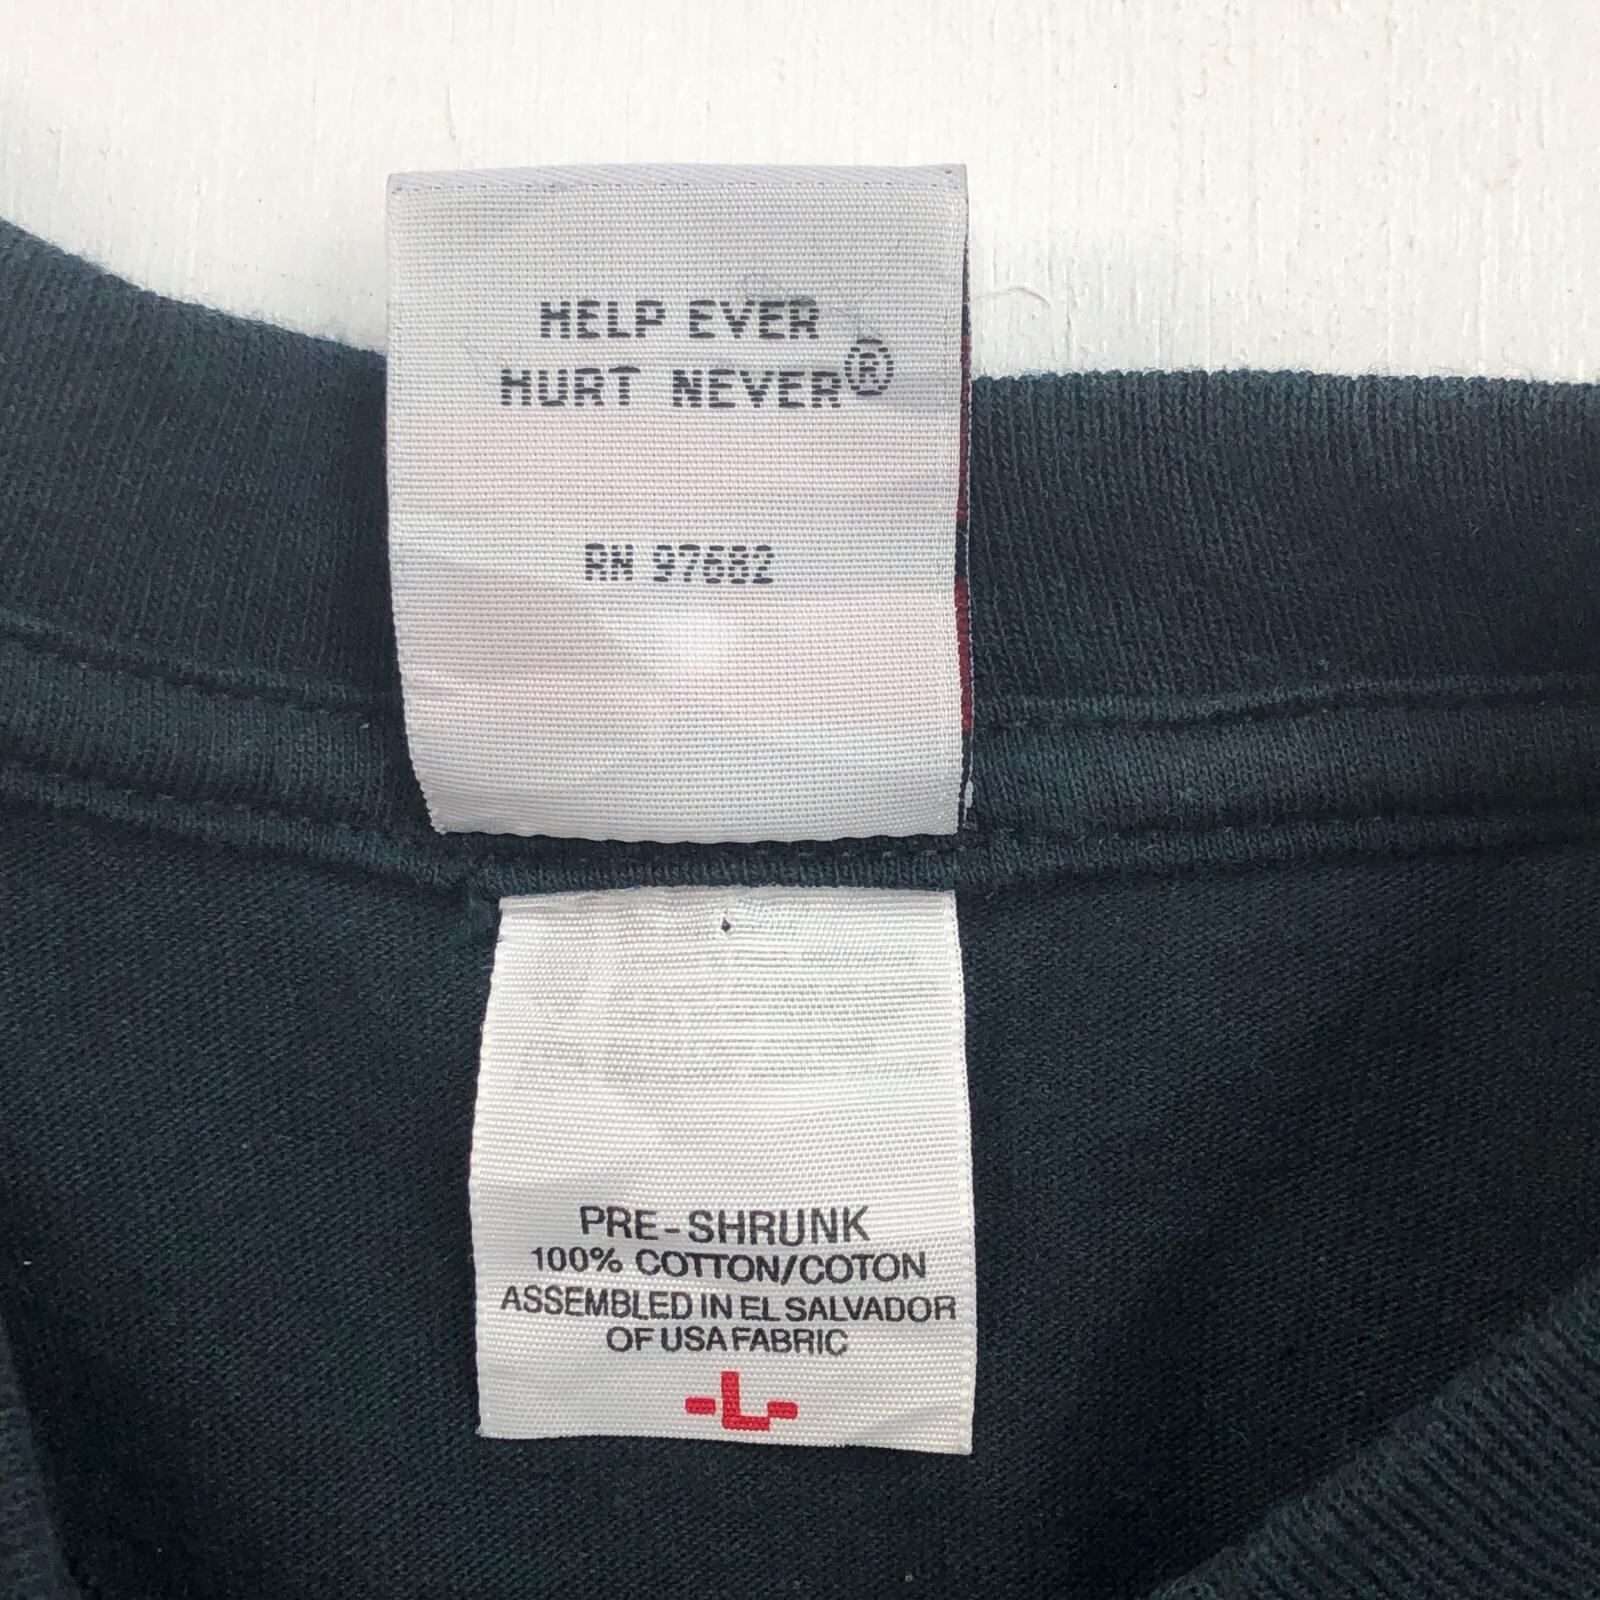 HELP EVER
HURT NEVER®
RN 97682
PRE-SHRUNK
100% COTTON/COTON
ASSEMBLED IN EL SALVADOR
OF USA FABRIC
-L-